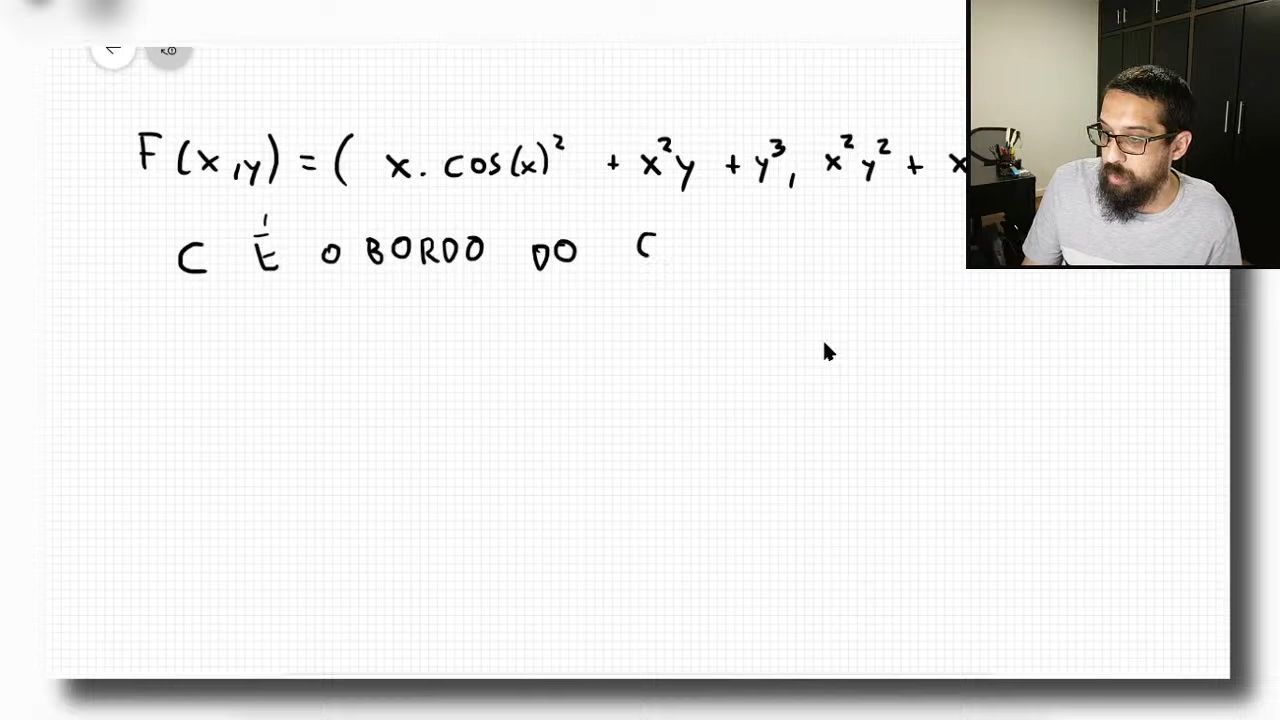 F(x,y) = ( x. cos(x)² + x²y + y³, x²y² + x
C É O BORDO DO C